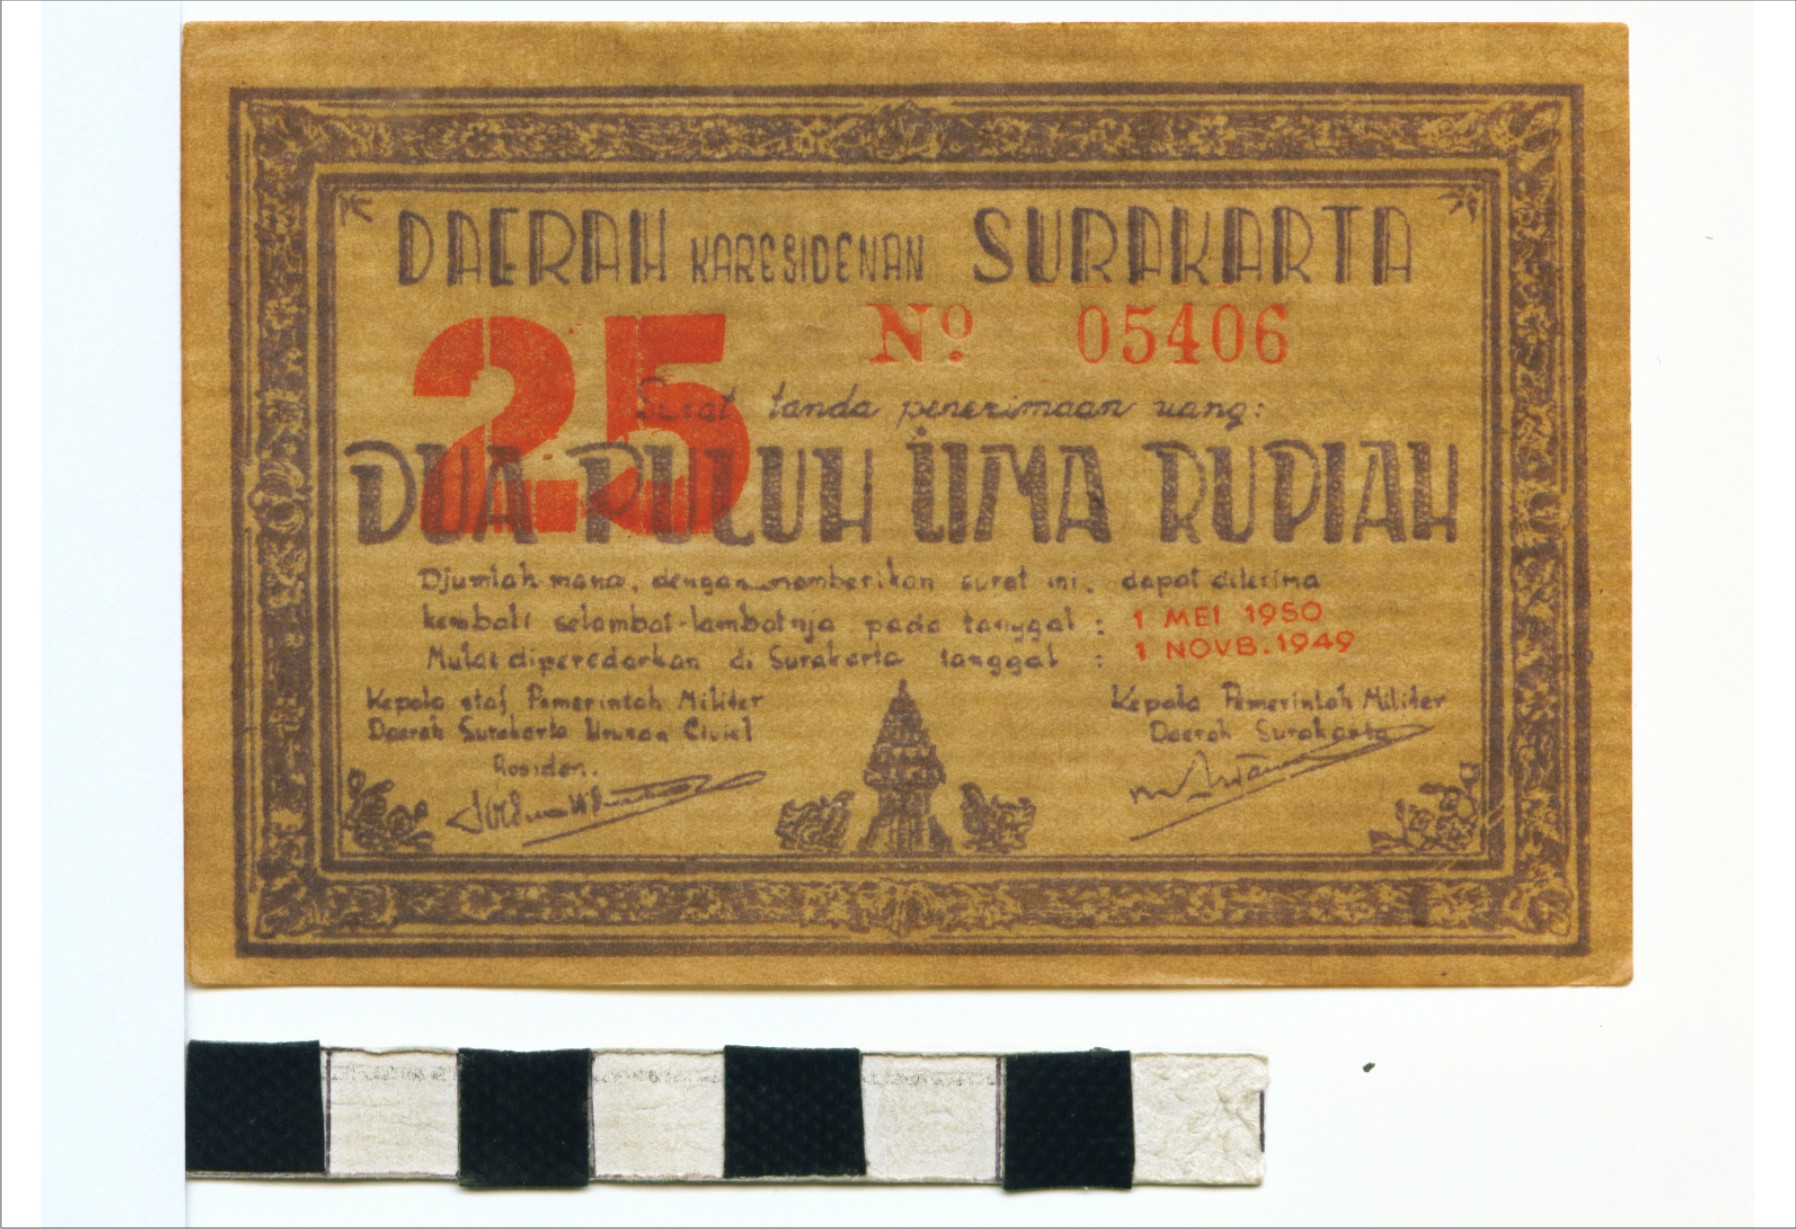 DAERAH KARESIDENAN SURAKARTA
25
No. 05406
Surat tanda penerimaan uang:
DUA PULUH LIMA RUPIAH
Djumlah mana, dengan memberikan surat ini, dapat diterima
kembali selambat-lambatnja pada tanggal : 1 MEI 1950
Mulai diperedarkan di Surakarta tanggal : 1 NOVB. 1949
Kepala staf Pemerintah Militer
Daerah Surakarta Urusan Civiel
Residen.
Kepala Pemerintah Militer
Daerah Surakarta